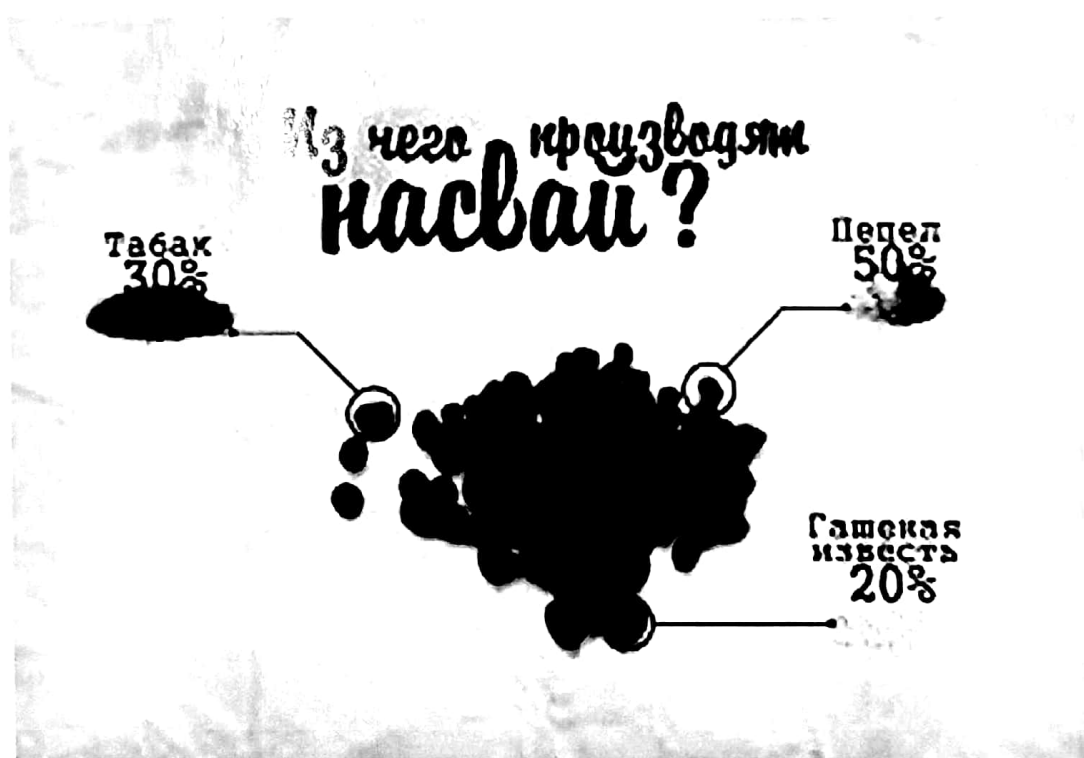 Из чего производят
насвай?
Табак
30%
Пепел
50%
Гашеная
известь
20%